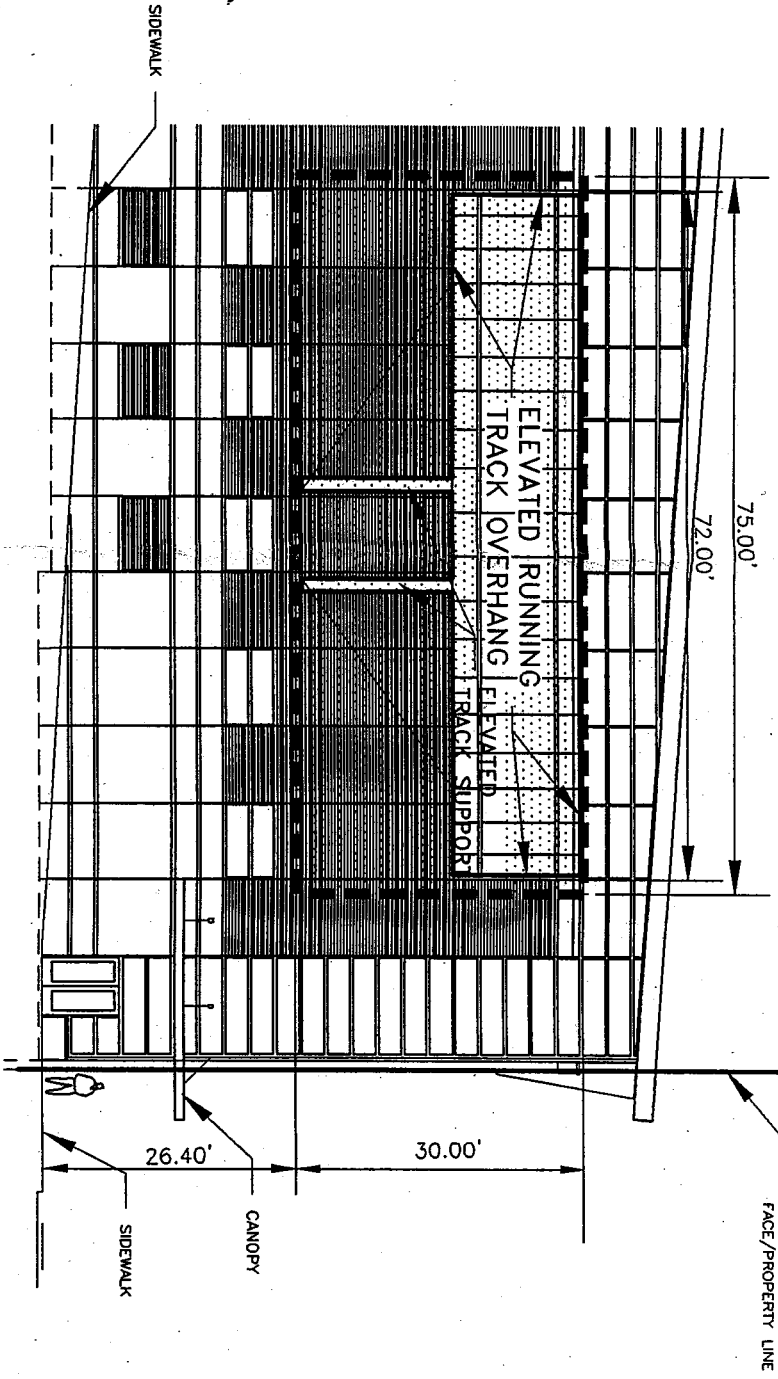 SIDEWALK
75.00'
72.00'
ELEVATED RUNNING
TRACK OVERHANG
ELEVATED
TRACK SUPPORT
30.00'
26.40'
CANOPY
SIDEWALK
FACE/PROPERTY LINE